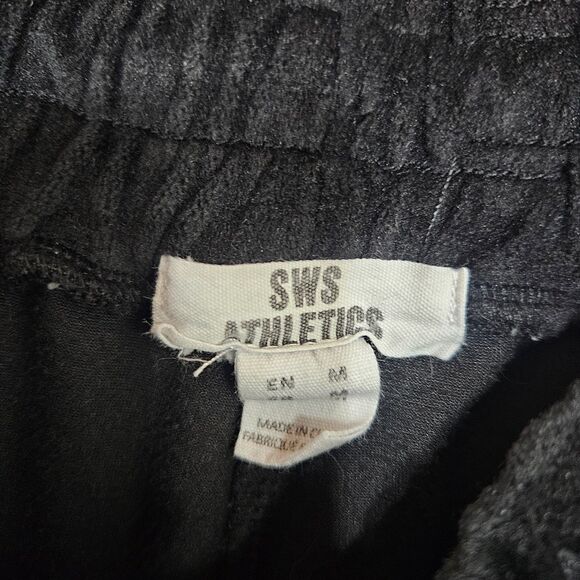 SWS
ATHLETICS
EN M
M
MADE IN C
FABRIQUÉ